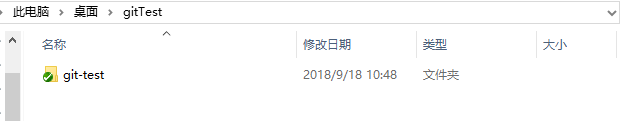 此电脑 › 桌面 › gitTest
名称 修改日期 类型 大小
git-test 2018/9/18 10:48 文件夹